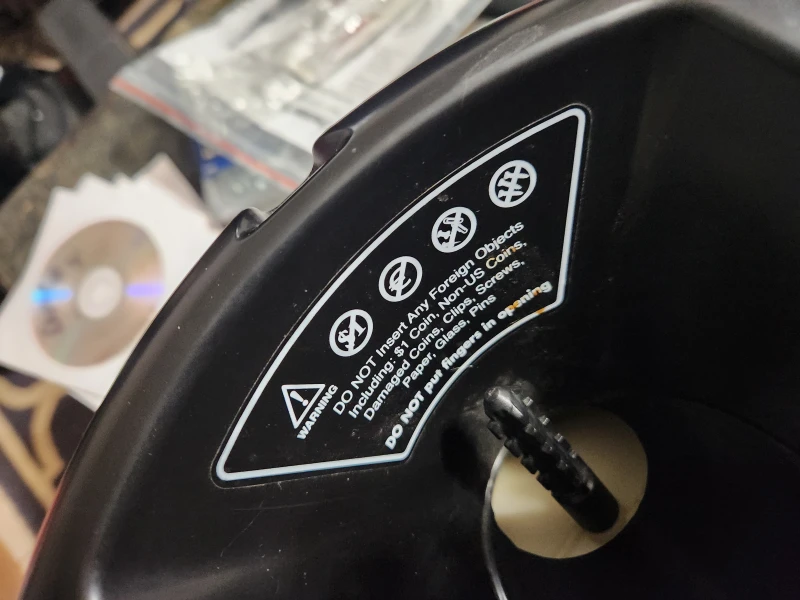 $1
WARNING
DO NOT Insert Any Foreign Objects
Including: $1 Coin, Non-US Coins,
Damaged Coins, Clips, Screws,
Paper, Glass, Pins
DO NOT put fingers in opening